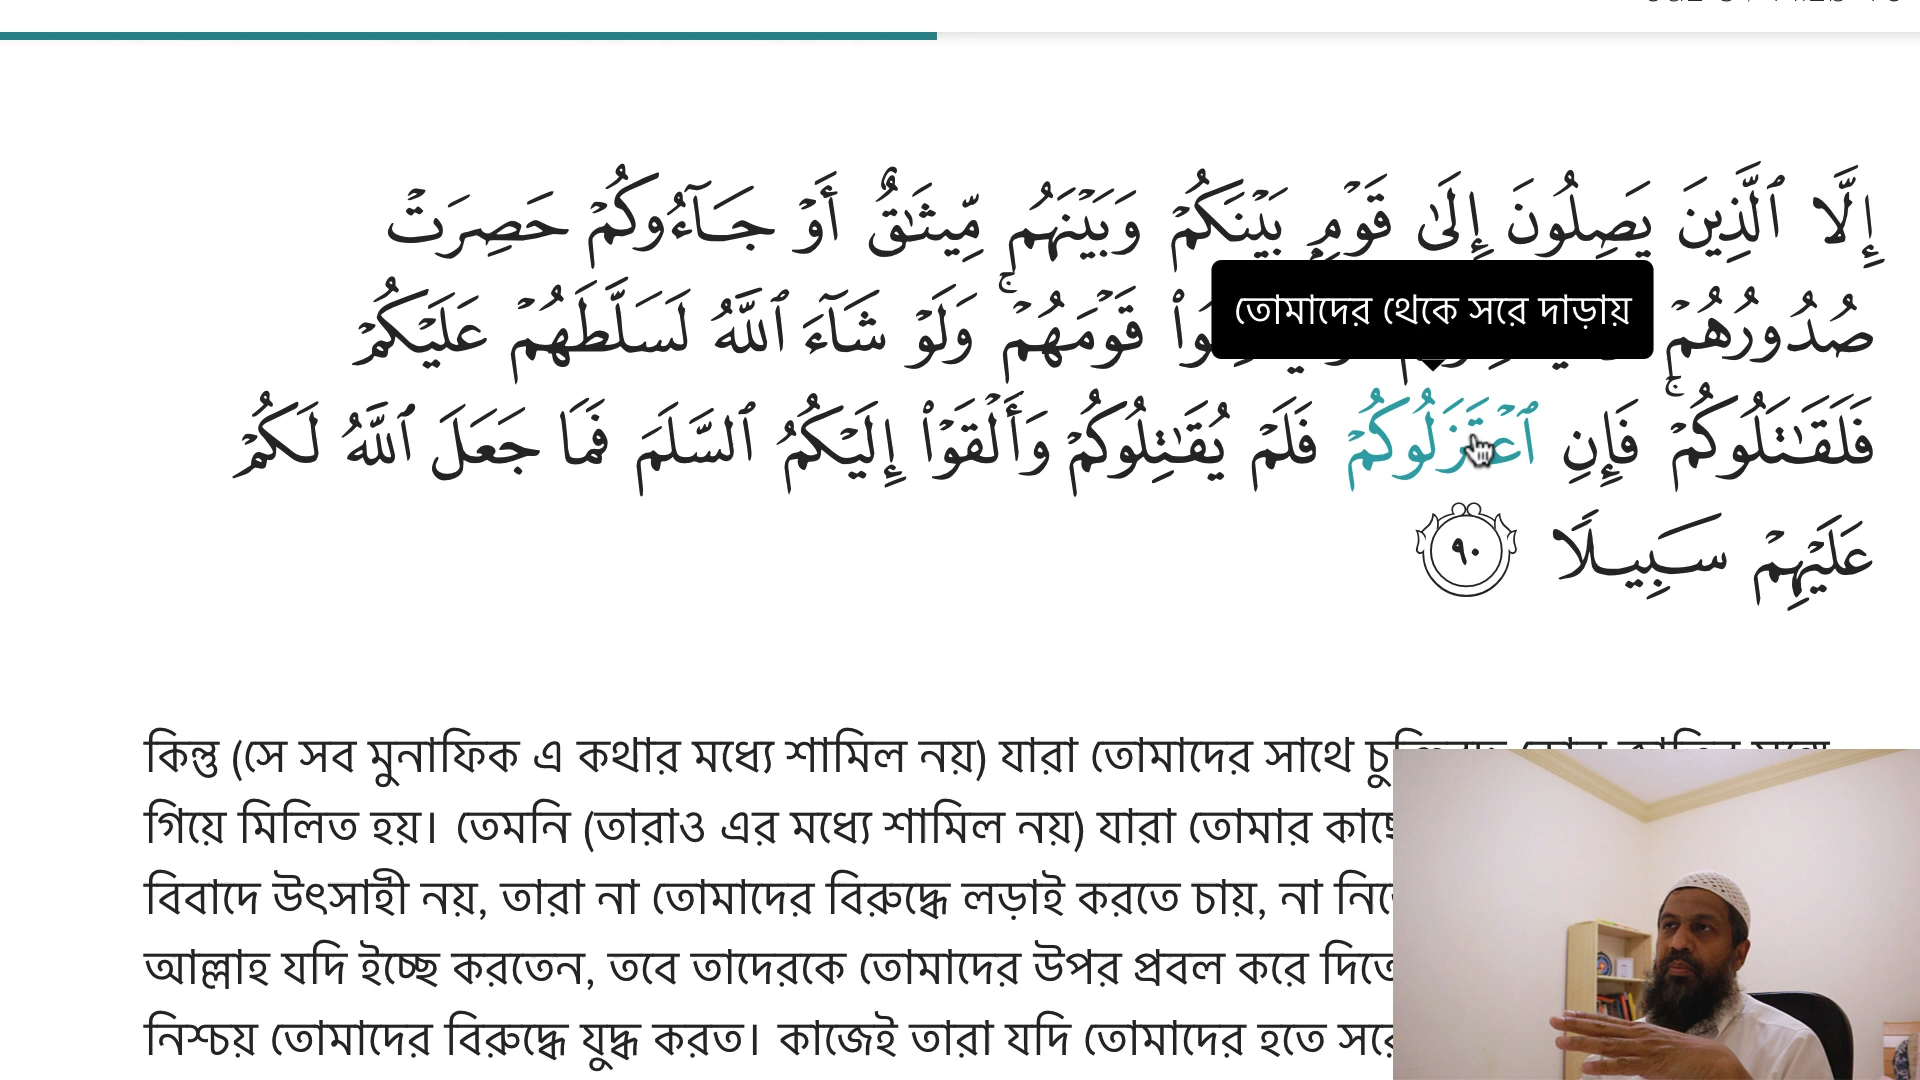 إِلَّا ٱلَّذِينَ يَصِلُونَ إِلَىٰ قَوْمٍۭ بَيْنَكُمْ وَبَيْنَهُم مِّيثَـٰقٌ أَوْ جَآءُوكُمْ حَصِرَتْ
তোমাদের থেকে সরে দাড়ায়
صُدُورُهُمْ قَوْمَهُمْ ۚ وَلَوْ شَآءَ ٱللَّهُ لَسَلَّطَهُمْ عَلَيْكُمْ
فَلَقَـٰتَلُوكُمْ ۚ فَإِنِ ٱعْتَزَلُوكُمْ فَلَمْ يُقَـٰتِلُوكُمْ وَأَلْقَوْا۟ إِلَيْكُمُ ٱلسَّلَمَ فَمَا جَعَلَ ٱللَّهُ لَكُمْ
عَلَيْهِمْ سَبِيلًا ٩٠
কিন্তু (সে সব মুনাফিক এ কথার মধ্যে শামিল নয়) যারা তোমাদের সাথে
গিয়ে মিলিত হয়। তেমনি (তারাও এর মধ্যে শামিল নয়) যারা তোমার কাছে
বিবাদে উৎসাহী নয়, তারা না তোমাদের বিরুদ্ধে লড়াই করতে চায়, না
আল্লাহ যদি ইচ্ছে করতেন, তবে তাদেরকে তোমাদের উপর প্রবল করে
নিশ্চয় তোমাদের বিরুদ্ধে যুদ্ধ করত। কাজেই তারা যদি তোমাদের হতে